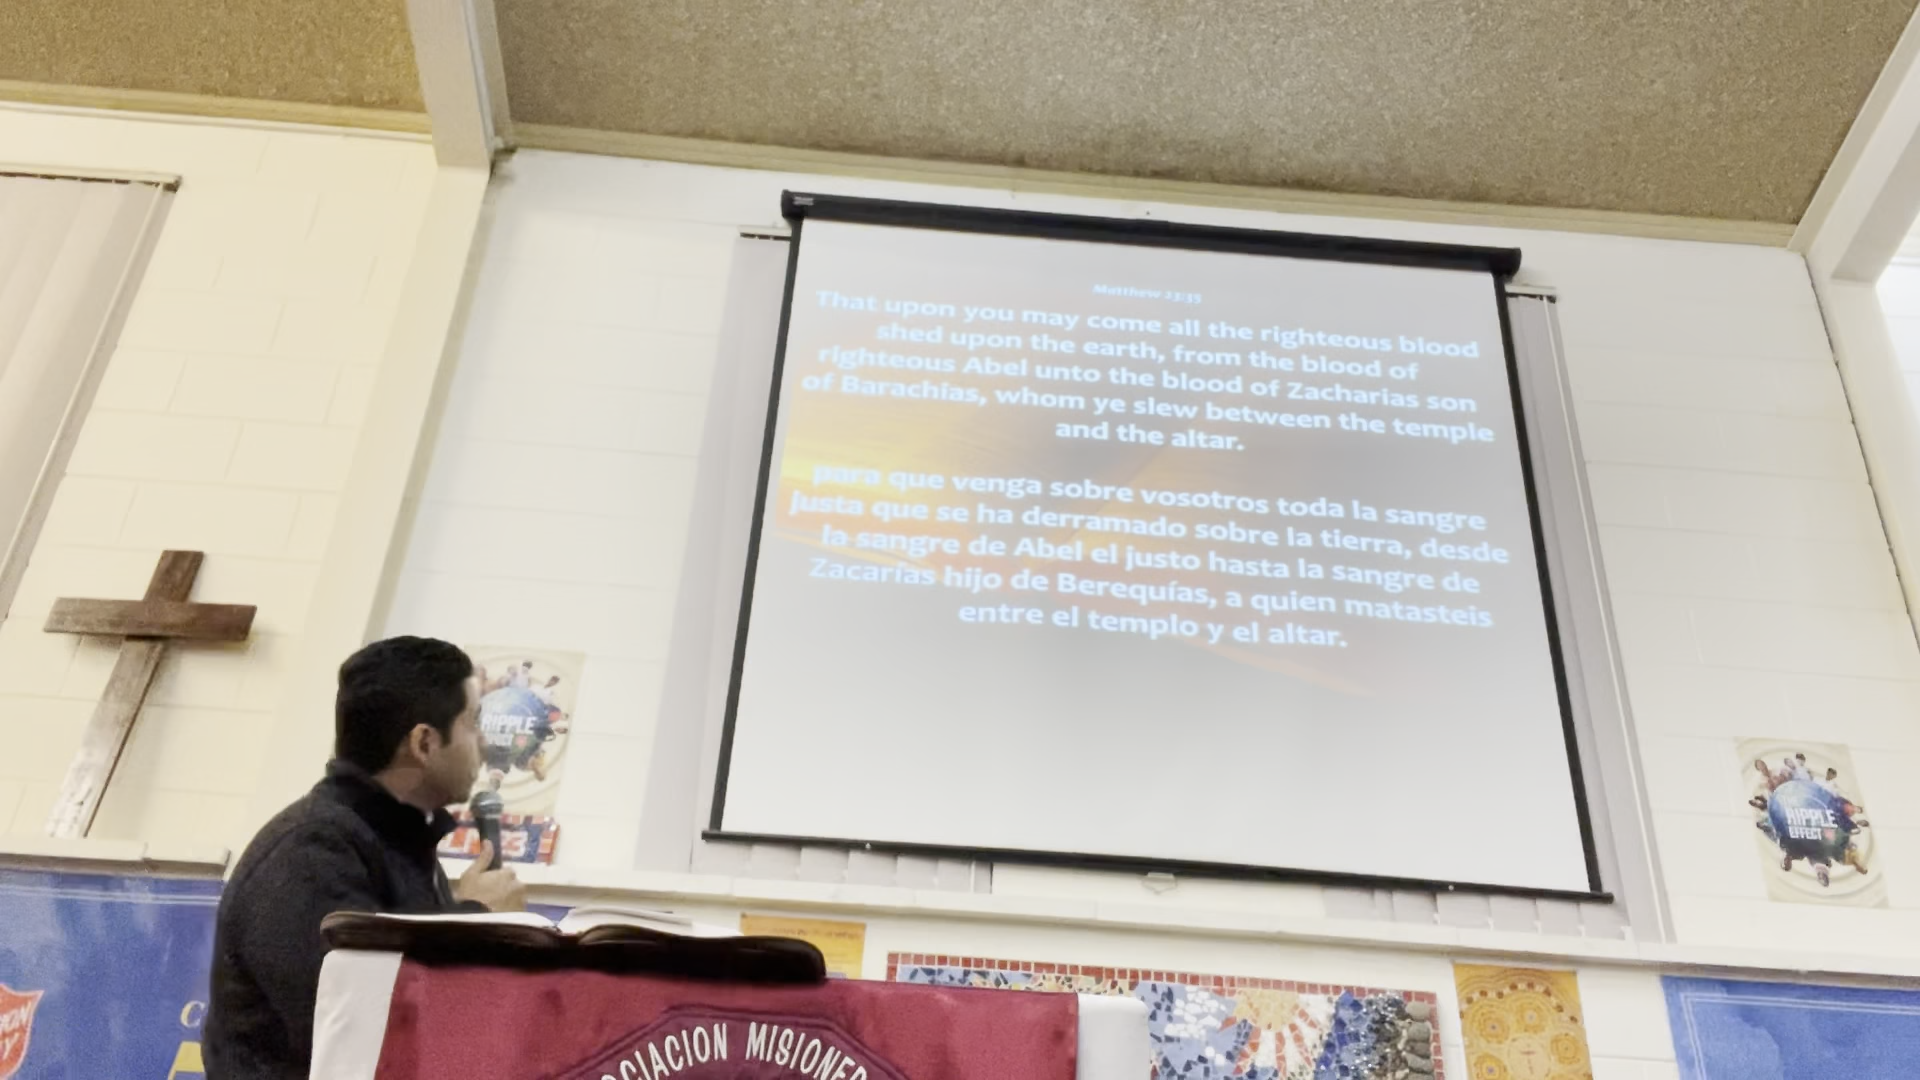 Matthew 23:35
That upon you may come all the righteous blood
shed upon the earth, from the blood of
righteous Abel unto the blood of Zacharias son
of Barachias, whom ye slew between the temple
and the altar.
para que venga sobre vosotros toda la sangre
justa que se ha derramado sobre la tierra, desde
la sangre de Abel el justo hasta la sangre de
Zacarías hijo de Berequías, a quien matasteis
entre el templo y el altar.
RIPPLE
THE
RIPPLE
EFFECT